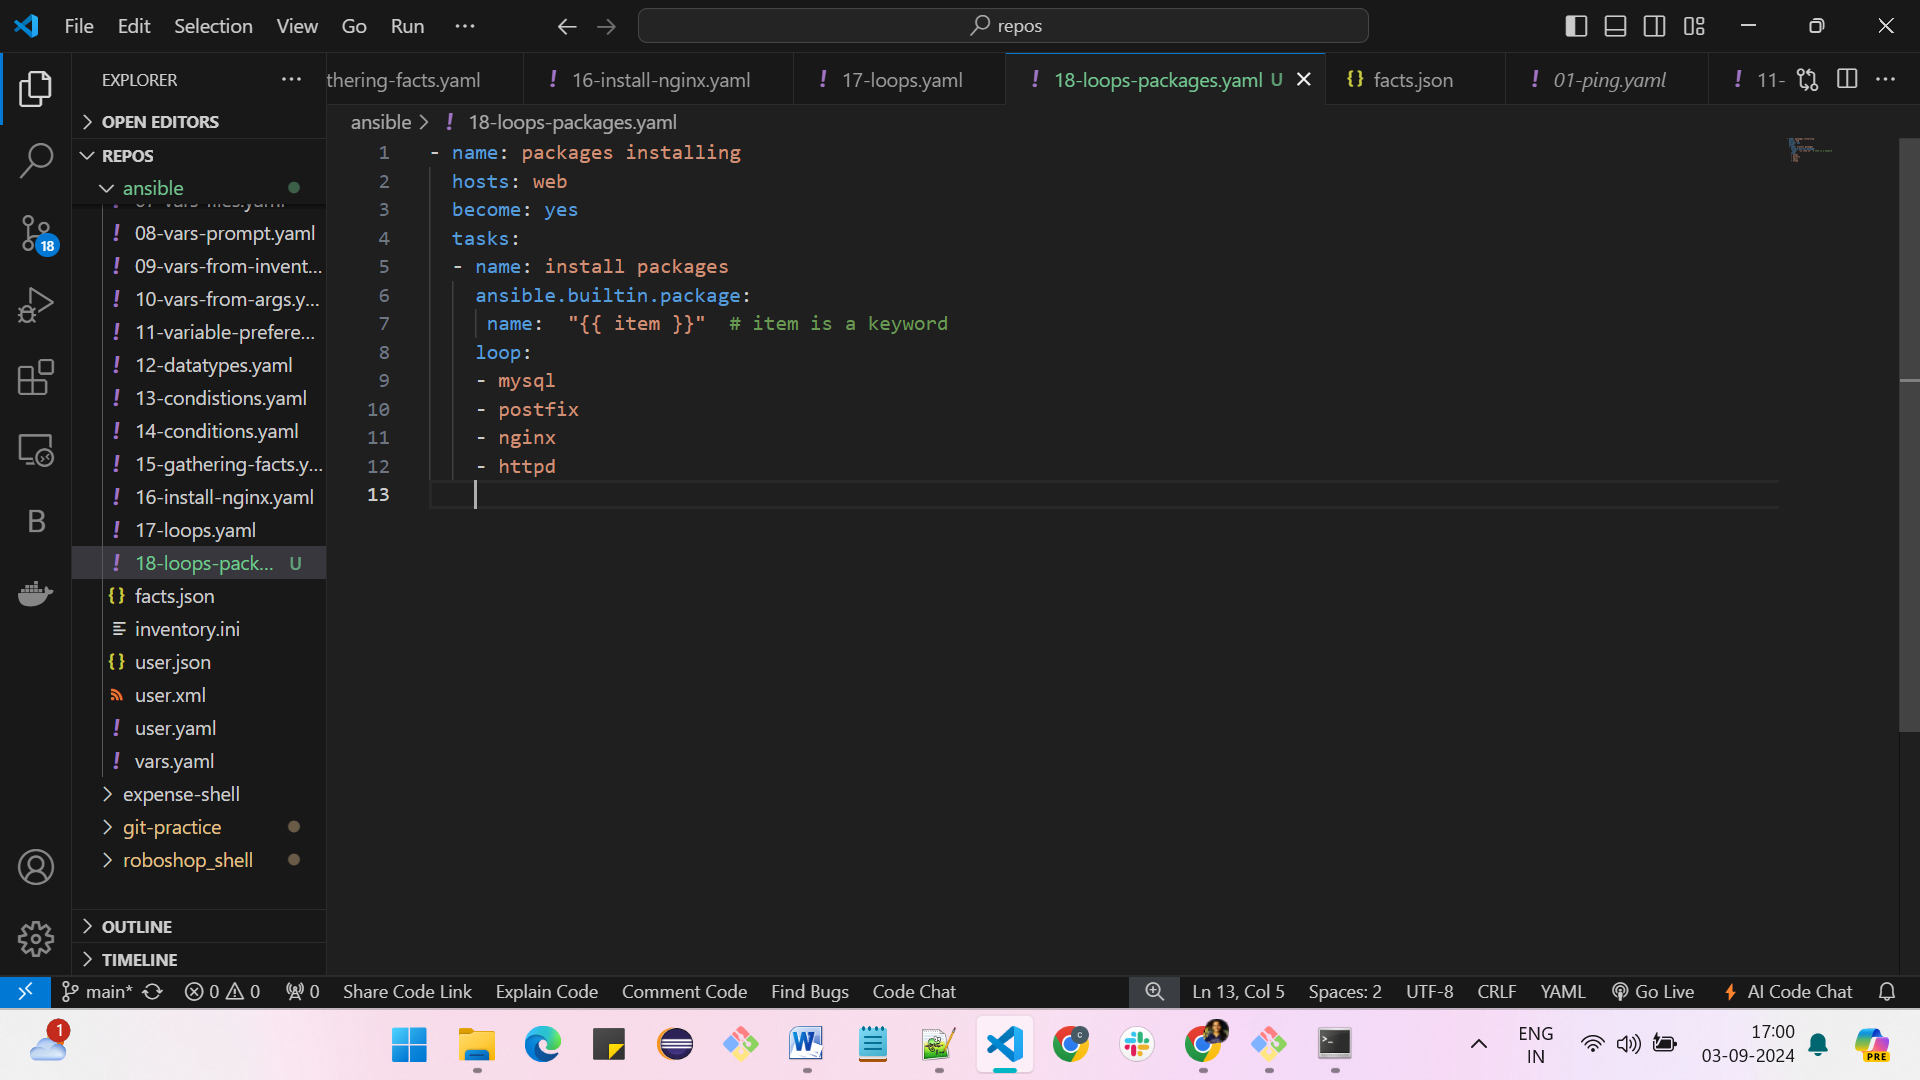 File Edit Selection View Go Run ···
repos
EXPLORER
thering-facts.yaml
! 16-install-nginx.yaml
! 17-loops.yaml
! 18-loops-packages.yaml U
{} facts.json
! 01-ping.yaml
! 11-
OPEN EDITORS
REPOS
ansible
08-vars-prompt.yaml
09-vars-from-invent...
10-vars-from-args.y...
11-variable-prefere...
12-datatypes.yaml
13-condistions.yaml
14-conditions.yaml
15-gathering-facts.y...
16-install-nginx.yaml
17-loops.yaml
18-loops-pack... U
facts.json
inventory.ini
user.json
user.xml
user.yaml
vars.yaml
expense-shell
git-practice
roboshop_shell
OUTLINE
TIMELINE
18
B
ansible > ! 18-loops-packages.yaml
1 - name: packages installing
2 hosts: web
3 become: yes
4 tasks:
5 - name: install packages
6 ansible.builtin.package:
7 name:  "{{ item }}"  # item is a keyword
8 loop:
9 - mysql
10 - postfix
11 - nginx
12 - httpd
13
main* 0 0 0 Share Code Link Explain Code Comment Code Find Bugs Code Chat
Ln 13, Col 5 Spaces: 2 UTF-8 CRLF YAML Go Live AI Code Chat
1
ENG
IN
17:00
03-09-2024
PRE